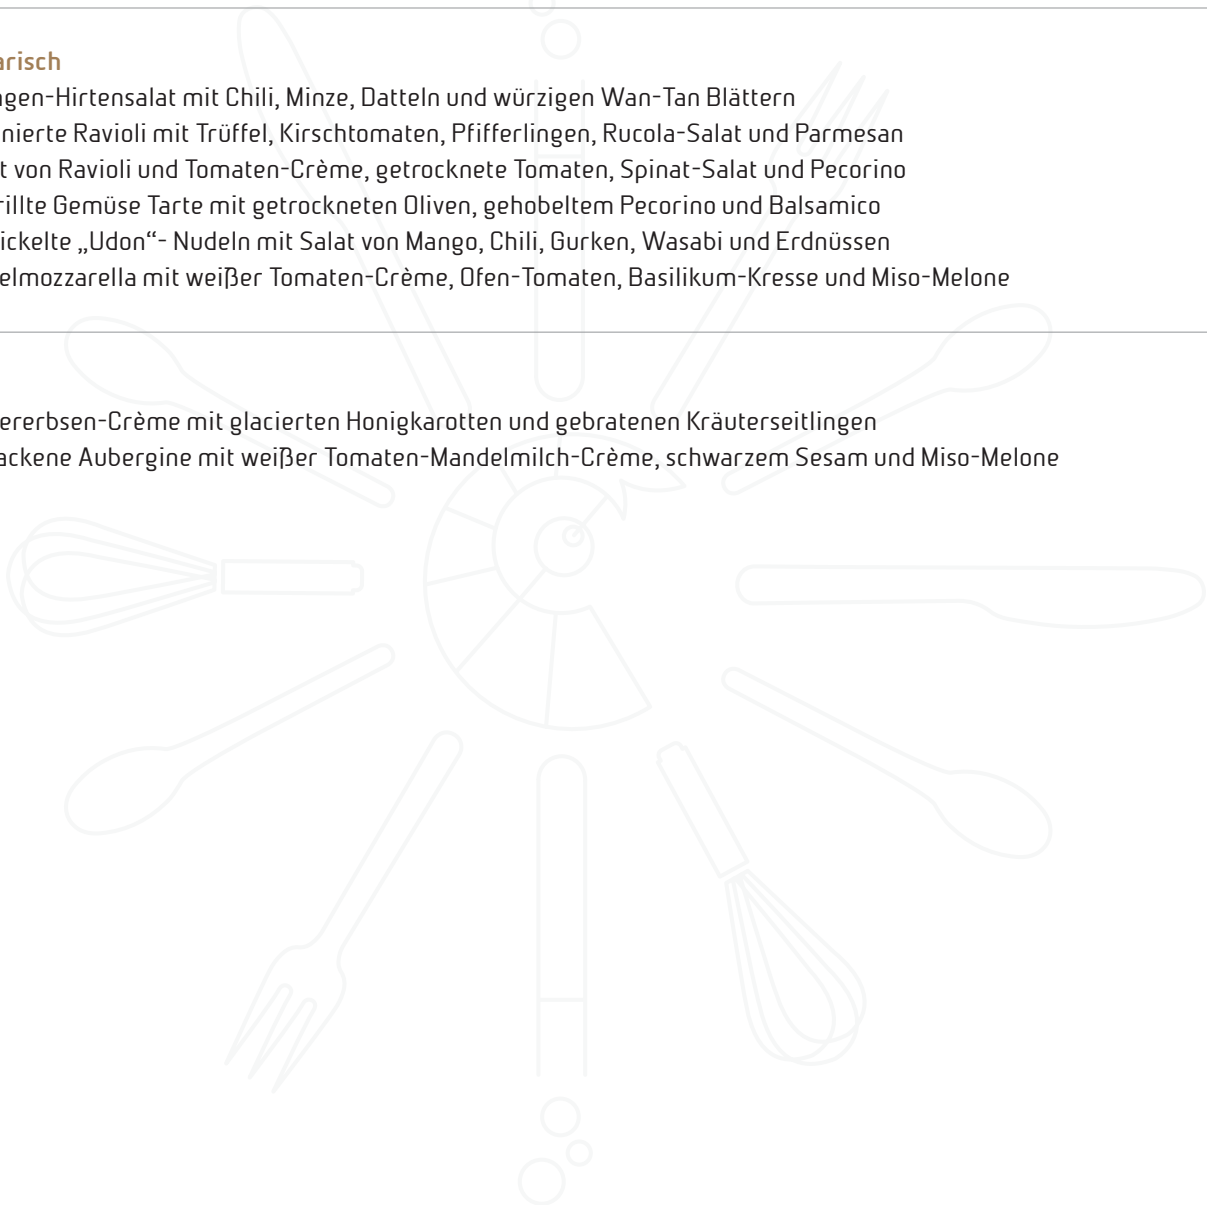 arisch
ngen-Hirtensalat mit Chili, Minze, Datteln und würzigen Wan-Tan Blättern
nierte Ravioli mit Trüffel, Kirschtomaten, Pfifferlingen, Rucola-Salat und Parmesan
t von Ravioli und Tomaten-Crème, getrocknete Tomaten, Spinat-Salat und Pecorino
rillte Gemüse Tarte mit getrockneten Oliven, gehobeltem Pecorino und Balsamico
ickelte „Udon“- Nudeln mit Salat von Mango, Chili, Gurken, Wasabi und Erdnüssen
elmozzarella mit weißer Tomaten-Crème, Ofen-Tomaten, Basilikum-Kresse und Miso-Melone
ererbsen-Crème mit glacierten Honigkarotten und gebratenen Kräuterseitlingen
ackene Aubergine mit weißer Tomaten-Mandelmilch-Crème, schwarzem Sesam und Miso-Melone